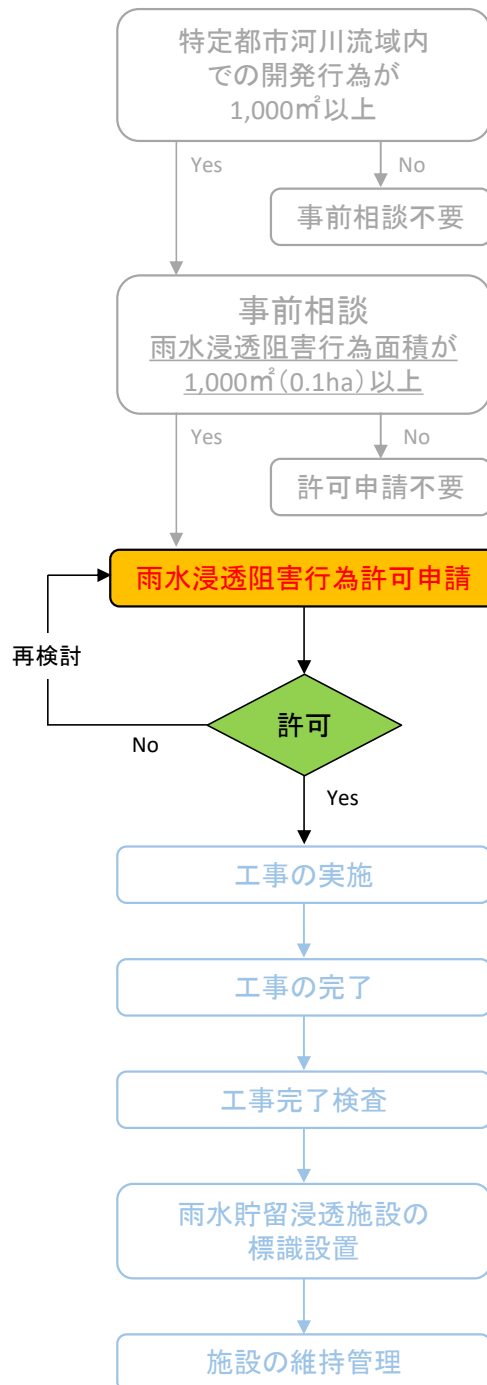 特定都市河川流域内
での開発行為が
1,000㎡以上
Yes
No
事前相談不要
事前相談
雨水浸透阻害行為面積が
1,000㎡(0.1ha)以上
Yes
No
許可申請不要
雨水浸透阻害行為許可申請
再検討
許可
No
Yes
工事の実施
工事の完了
工事完了検査
雨水貯留浸透施設の
標識設置
施設の維持管理